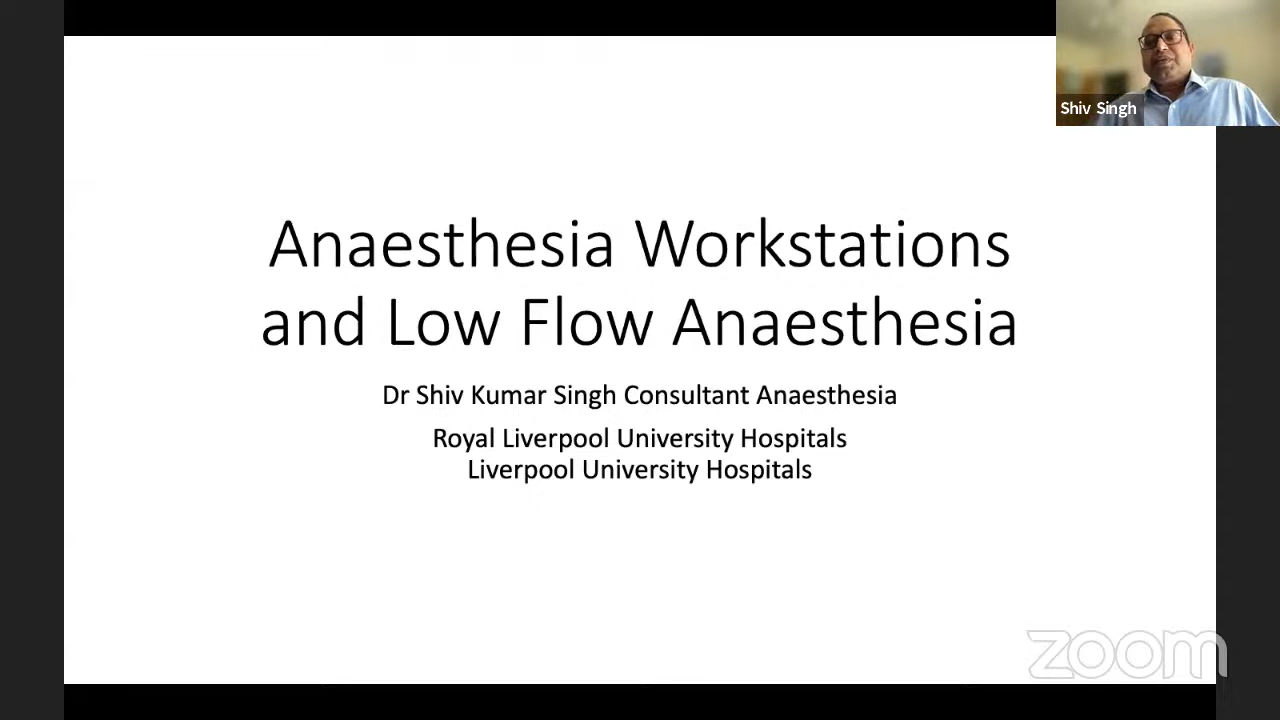 Shiv Singh
Anaesthesia Workstations
and Low Flow Anaesthesia
Dr Shiv Kumar Singh Consultant Anaesthesia
Royal Liverpool University Hospitals
Liverpool University Hospitals
zoom